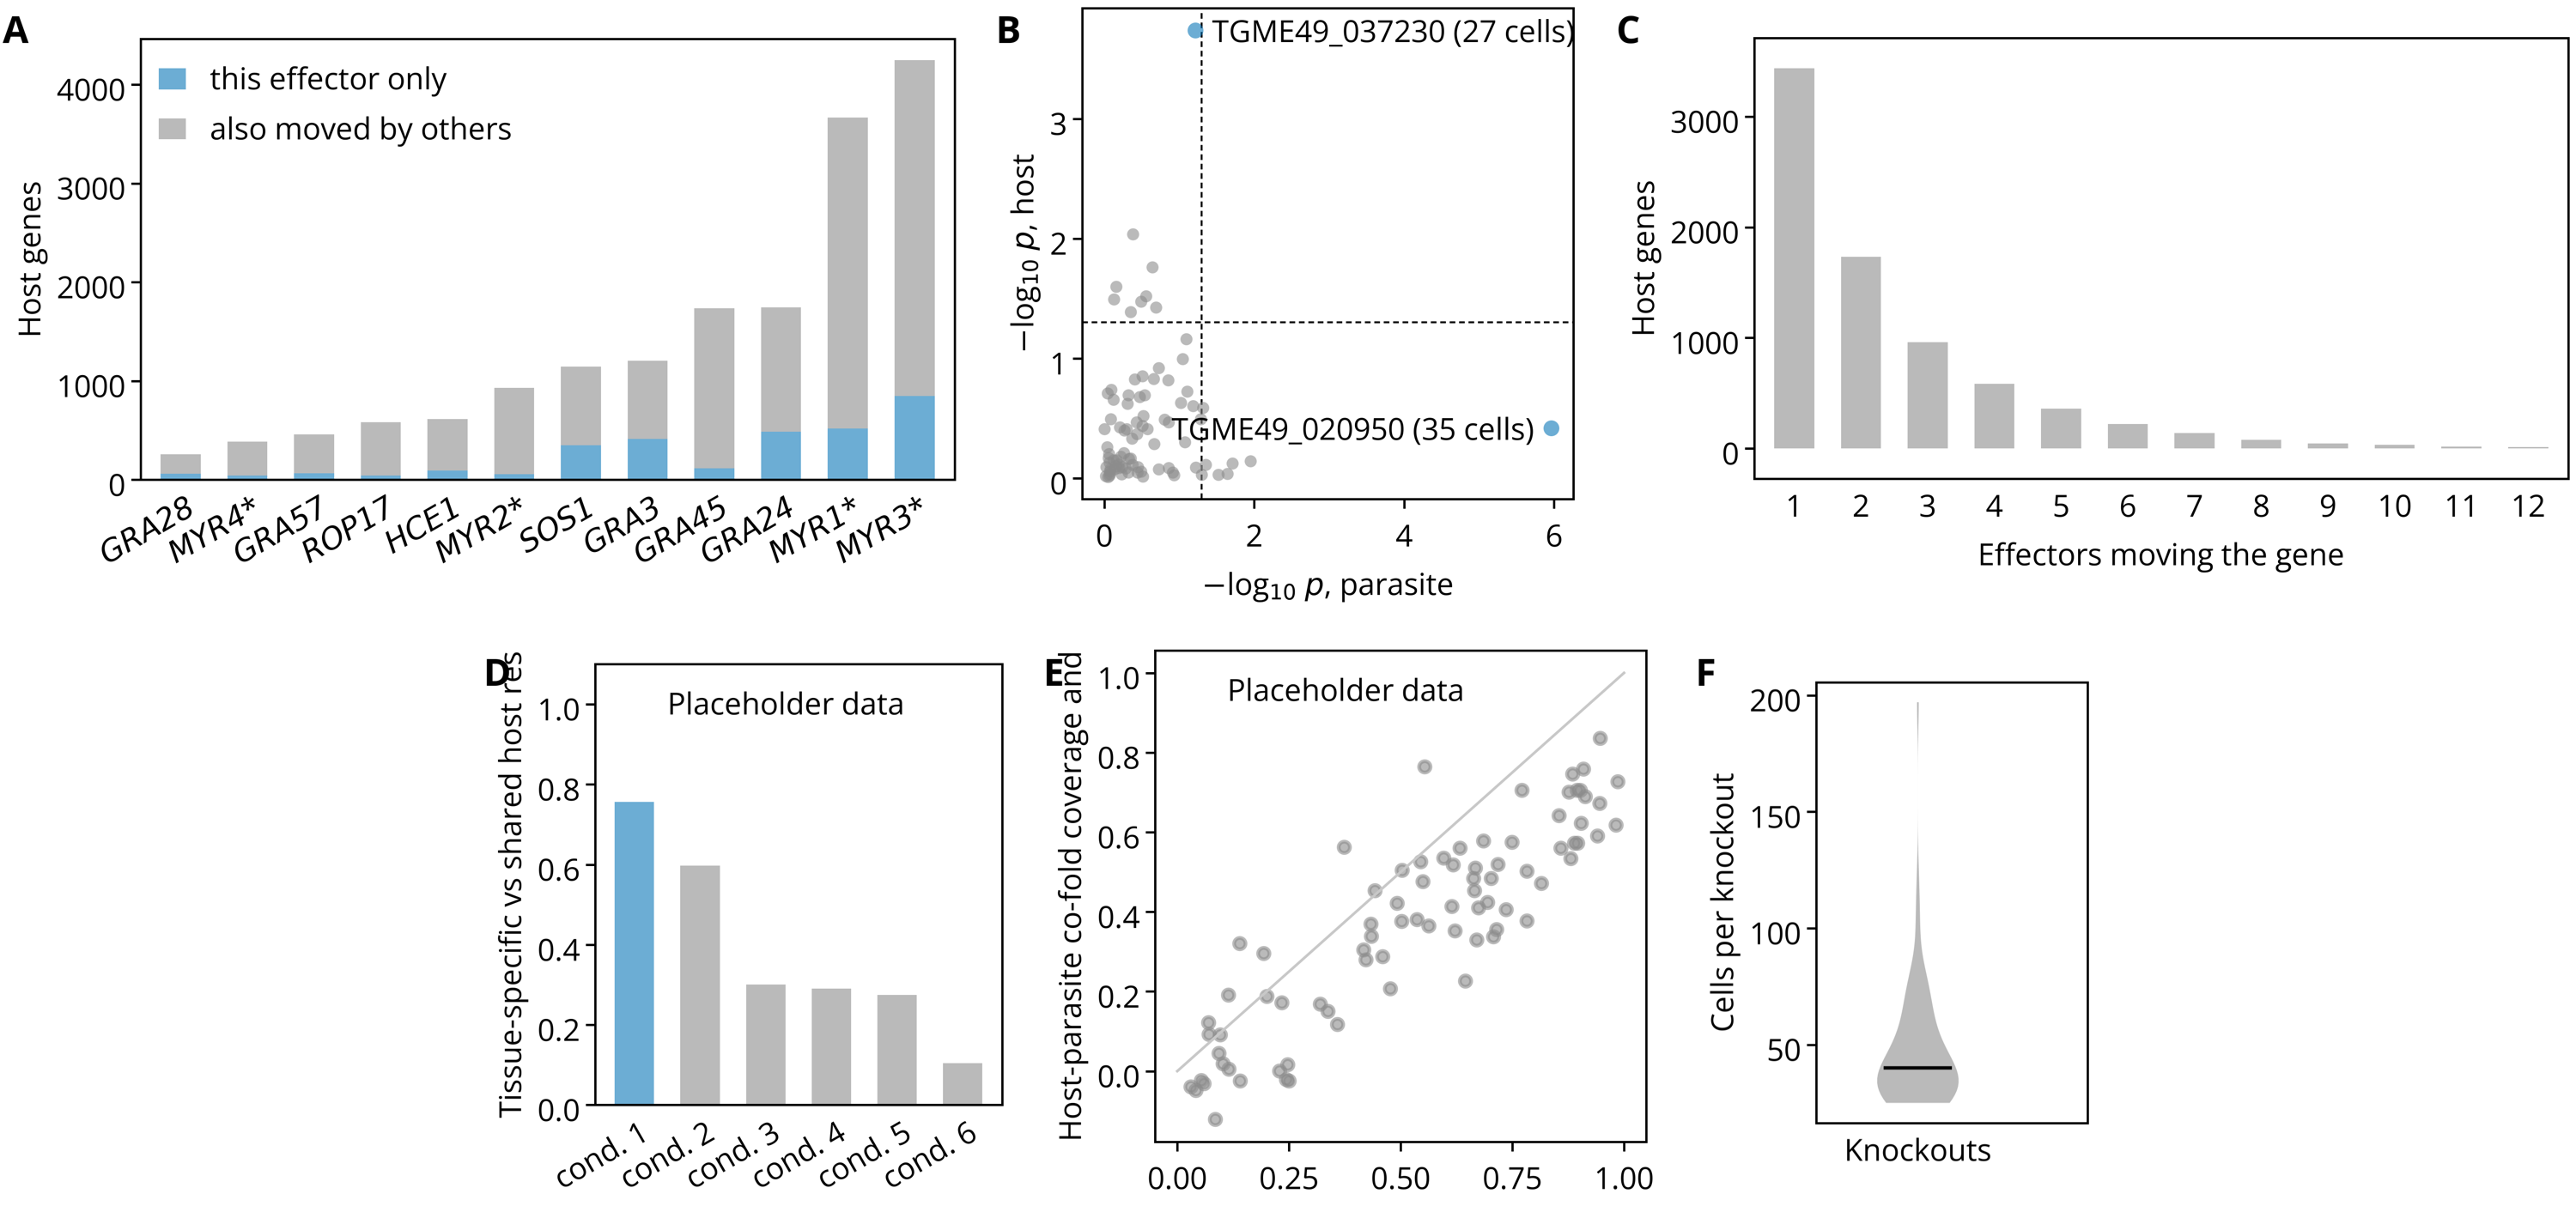 A
Host genes
4000
3000
2000
1000
0
this effector only
also moved by others
GRA28
MYR4*
GRA57
ROP17
HCE1
MYR2*
SOS1
GRA3
GRA45
GRA24
MYR1*
MYR3*
B
−log₁₀ p, host
3
2
1
0
TGME49_037230 (27 cells)
TGME49_020950 (35 cells)
0 2 4 6
−log₁₀ p, parasite
C
Host genes
3000
2000
1000
0
1 2 3 4 5 6 7 8 9 10 11 12
Effectors moving the gene
D
Tissue-specific vs shared host res
1.0
0.8
0.6
0.4
0.2
0.0
Placeholder data
cond. 1
cond. 2
cond. 3
cond. 4
cond. 5
cond. 6
E
Host-parasite co-fold coverage and
1.0
0.8
0.6
0.4
0.2
0.0
Placeholder data
0.00 0.25 0.50 0.75 1.00
F
Cells per knockout
200
150
100
50
Knockouts